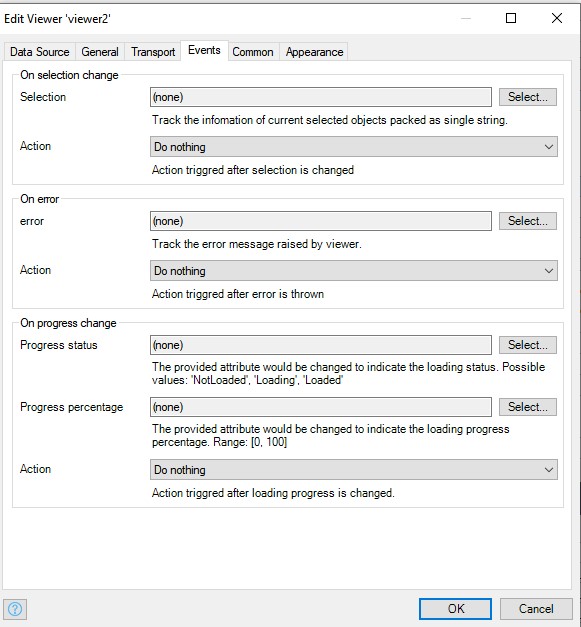 Edit Viewer 'viewer2'
Data Source General Transport Events Common Appearance
On selection change
Selection (none) Select...
Track the infomation of current selected objects packed as single string.
Action Do nothing
Action triggred after selection is changed
On error
error (none) Select...
Track the error message raised by viewer.
Action Do nothing
Action triggred after error is thrown
On progress change
Progress status (none) Select...
The provided attribute would be changed to indicate the loading status. Possible
values: 'NotLoaded', 'Loading', 'Loaded'
Progress percentage (none) Select...
The provided attribute would be changed to indicate the loading progress
percentage. Range: [0, 100]
Action Do nothing
Action triggred after loading progress is changed.
? OK Cancel